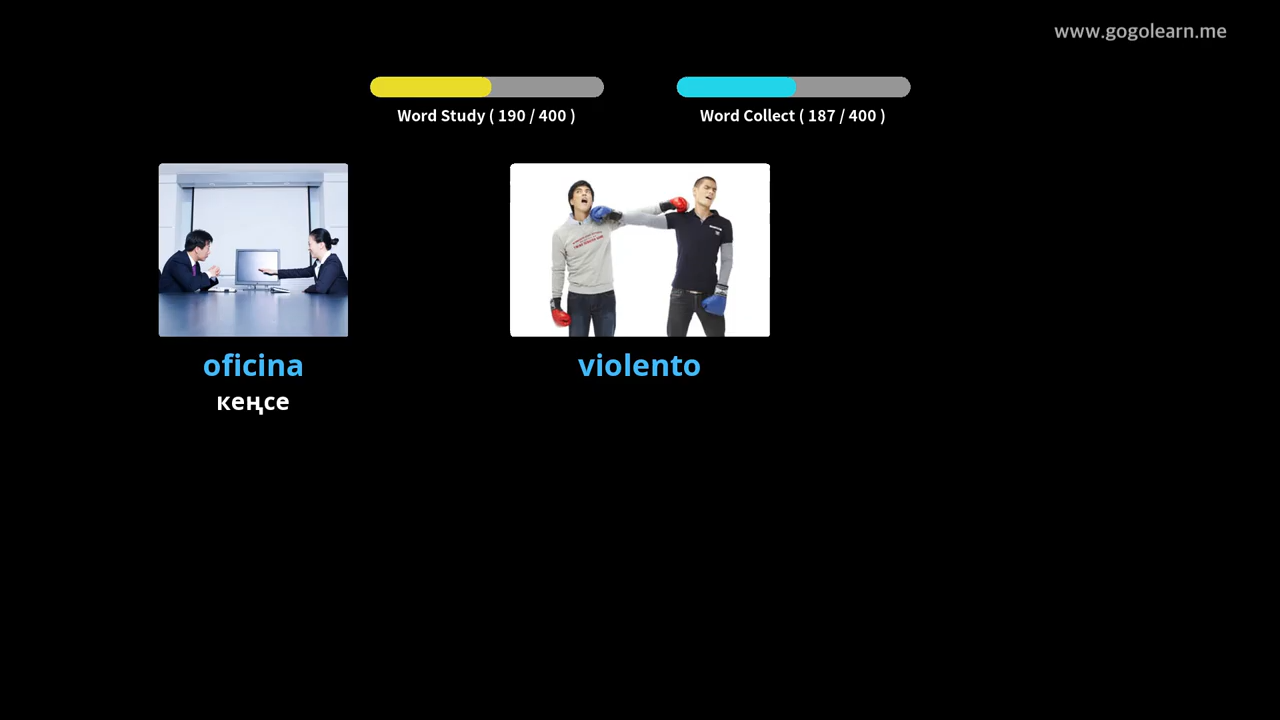 www.gogolearn.me
Word Study ( 190 / 400 )
Word Collect ( 187 / 400 )
oficina
кеңсе
violento